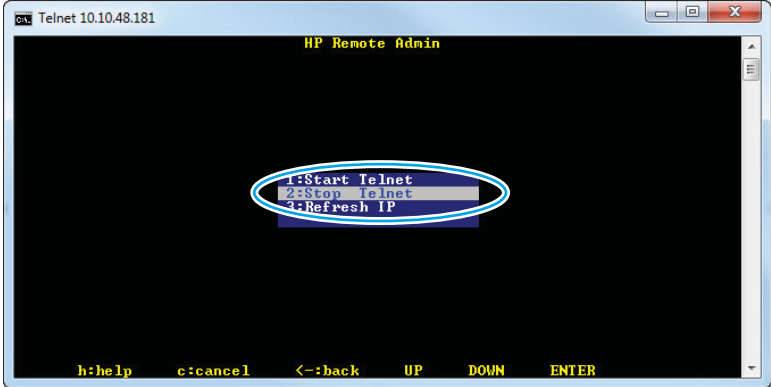 Telnet 10.10.48.181
HP Remote Admin
1:Start Telnet
2:Stop Telnet
3:Refresh IP
h:help c:cancel <-:back UP DOWN ENTER